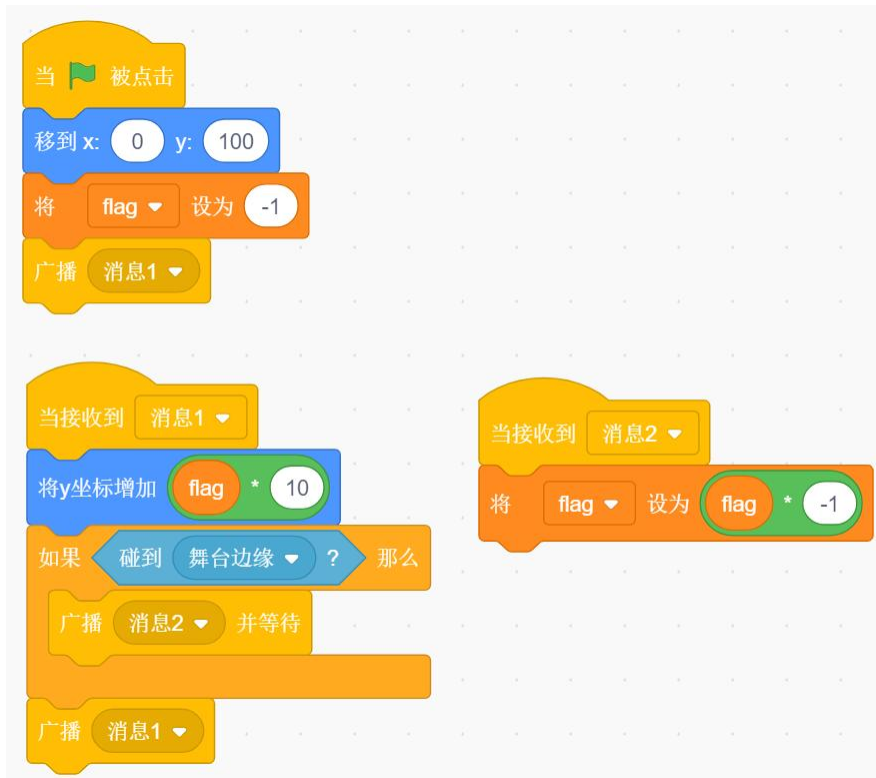 当 被点击
移到 x: 0 y: 100
将 flag 设为 -1
广播 消息1
当接收到 消息1
将y坐标增加 flag * 10
如果 碰到 舞台边缘 ? 那么
广播 消息2 并等待
广播 消息1
当接收到 消息2
将 flag 设为 flag * -1